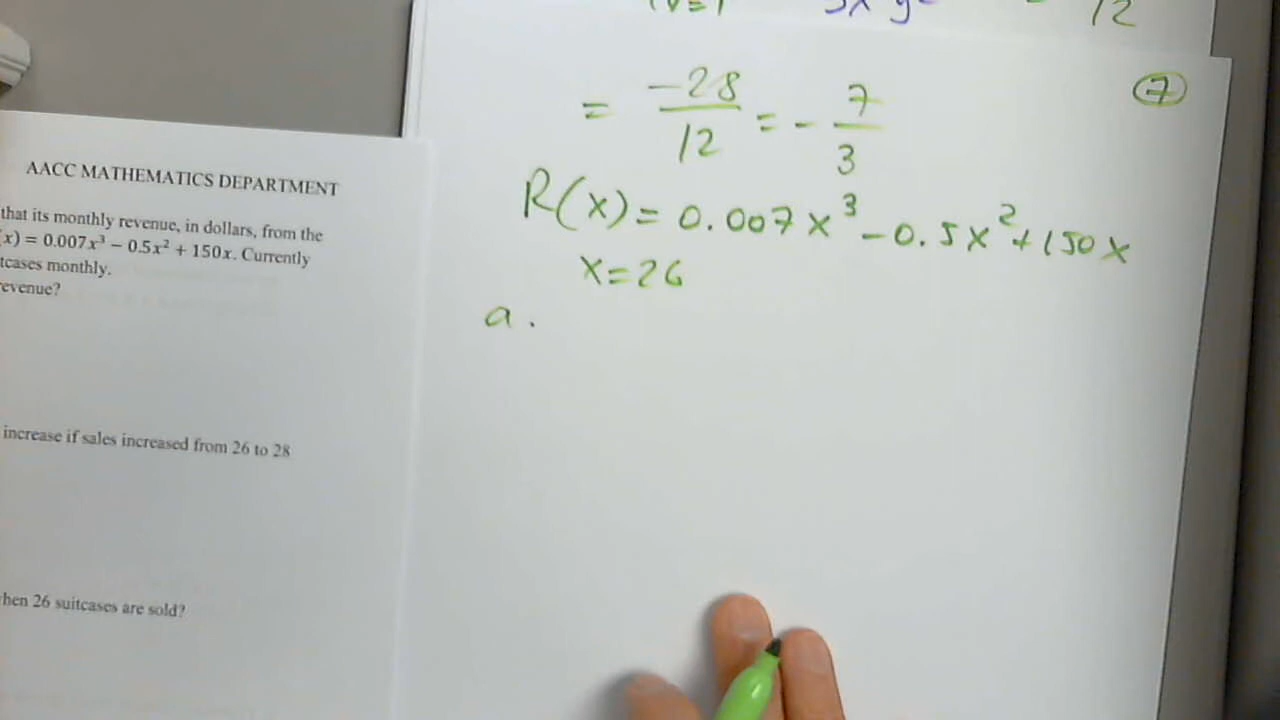 AACC MATHEMATICS DEPARTMENT
that its monthly revenue, in dollars, from the
(x) = 0.007x³ − 0.5x² + 150x. Currently
tcases monthly.
evenue?
increase if sales increased from 26 to 28
hen 26 suitcases are sold?
12
= -28/12 = - 7/3
7
R(x) = 0.007x³ - 0.5x² + 150x
x = 26
a.